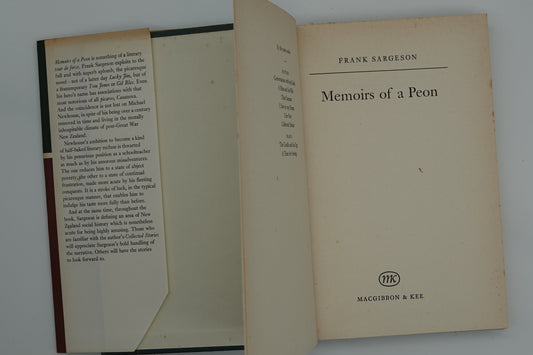 Memoirs of a Peon is something of a literary
tour de force. Frank Sargeson exploits to the
full and with superb aplomb, the picaresque
novel - not of a latter day Lucky Jim, but of
a contemporary Tom Jones or Gil Blas. Even
his hero's name has associations with that
most notorious of all picaros, Casanova.
And the coincidence is not lost on Michael
Newhouse, in spite of his being over a century
removed in time and living in the morally
inhospitable climate of post-Great War
New Zealand.
Newhouse's ambition to become a kind
of half-baked literary recluse is thwarted
by his penurious position as a schoolteacher
as much as by his amorous misadventures.
The one reduces him to a state of abject
poverty, the other to a state of continual
frustration, made more acute by his fleeting
conquests. It is a stroke of luck, in the typical
picaresque manner, that enables him to
indulge his taste more fully than before.
And at the same time, throughout the
book, Sargeson is defining an area of New
Zealand social history which is nonetheless
acute for being highly amusing. Those who
are familiar with the author's Collected Stories
will appreciate Sargeson's bold handling of
the narrative. Others will have the stories
to look forward to.
FRANK SARGESON
Memoirs of a Peon
MK
MACGIBBON & KEE